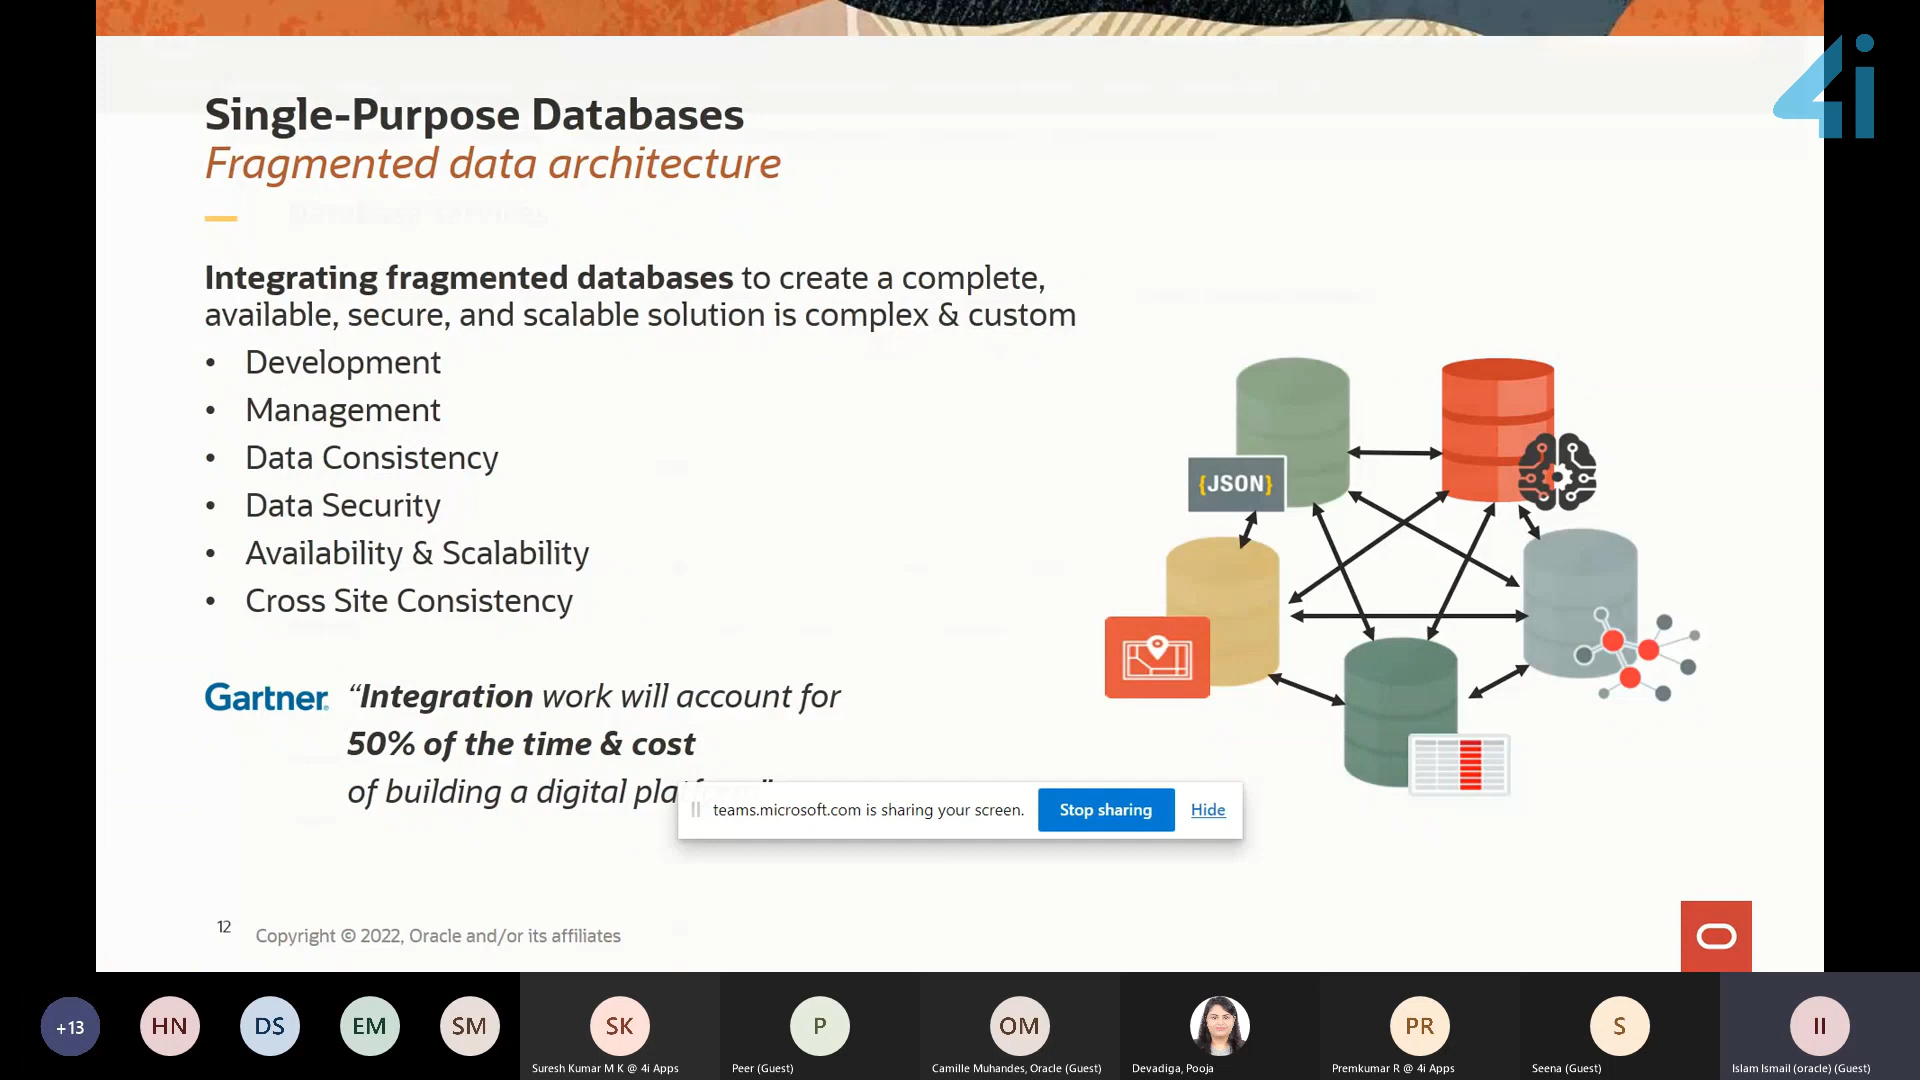 4i
Single-Purpose Databases
Fragmented data architecture
Integrating fragmented databases to create a complete,
available, secure, and scalable solution is complex & custom
• Development
• Management
• Data Consistency
• Data Security
• Availability & Scalability
• Cross Site Consistency
{JSON}
Gartner
“Integration work will account for
50% of the time & cost
of building a digital
teams.microsoft.com is sharing your screen.
Stop sharing
Hide
12
Copyright © 2022, Oracle and/or its affiliates
+13
HN
DS
EM
SM
SK
P
OM
PR
S
II
Suresh Kumar M K @ 4i Apps
Peer (Guest)
Camille Muhandes, Oracle (Guest)
Devadiga, Pooja
Premkumar R @ 4i Apps
Seena (Guest)
Islam Ismail (oracle) (Guest)